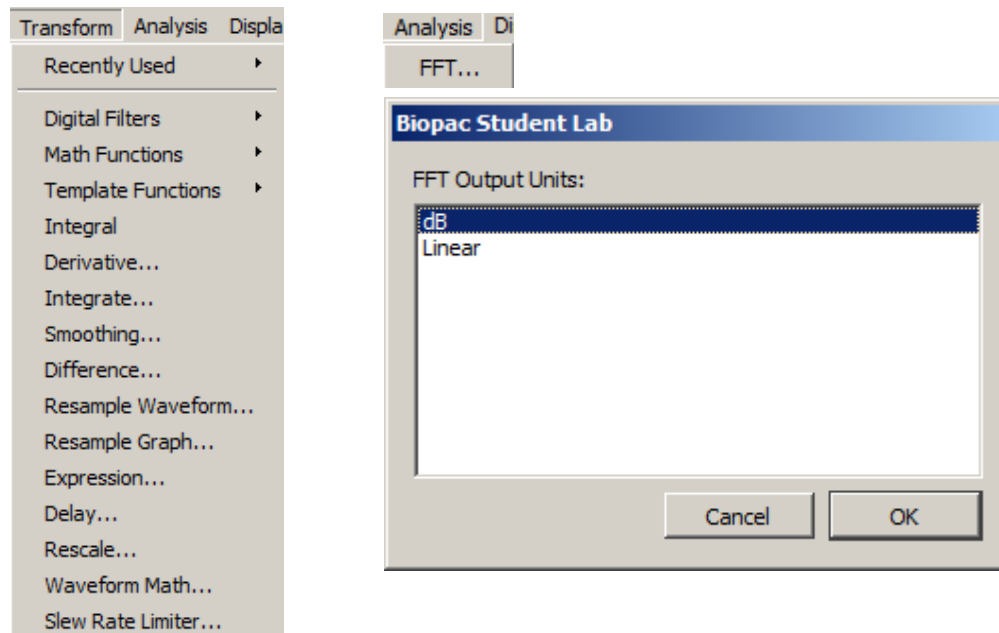 Transform Analysis Displa
Recently Used
Digital Filters
Math Functions
Template Functions
Integral
Derivative...
Integrate...
Smoothing...
Difference...
Resample Waveform...
Resample Graph...
Expression...
Delay...
Rescale...
Waveform Math...
Slew Rate Limiter...
Analysis Di
FFT...
Biopac Student Lab
FFT Output Units:
dB
Linear
Cancel OK